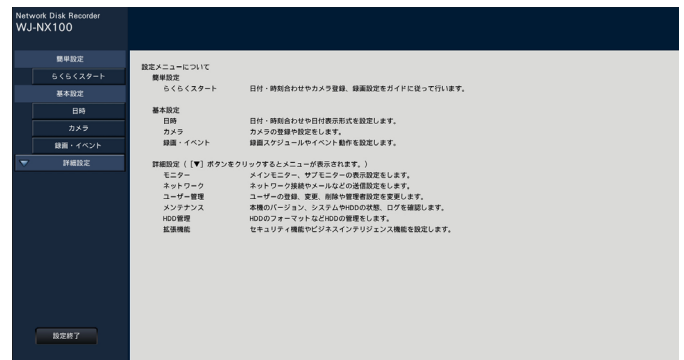 Network Disk Recorder
WJ-NX100
簡単設定
らくらくスタート
基本設定
日時
カメラ
録画・イベント
▼ 詳細設定
設定終了
設定メニューについて
簡単設定
らくらくスタート 日付・時刻合わせやカメラ登録、録画設定をガイドに従って行います。
基本設定
日時 日付・時刻合わせや日付表示形式を設定します。
カメラ カメラの登録や設定をします。
録画・イベント 録画スケジュールやイベント動作を設定します。
詳細設定（［▼］ボタンをクリックするとメニューが表示されます。）
モニター メインモニター、サブモニターの表示設定をします。
ネットワーク ネットワーク接続やメールなどの送信設定をします。
ユーザー管理 ユーザーの登録、変更、削除や管理者設定を変更します。
メンテナンス 本機のバージョン、システムやHDDの状態、ログを確認します。
HDD管理 HDDのフォーマットなどHDDの管理をします。
拡張機能 セキュリティ機能やビジネスインテリジェンス機能を設定します。